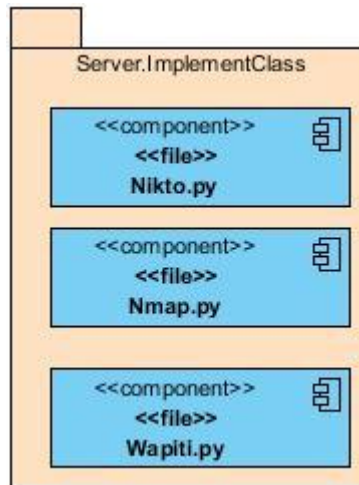 Server.ImplementClass
<<component>>
<<file>>
Nikto.py
<<component>>
<<file>>
Nmap.py
<<component>>
<<file>>
Wapiti.py